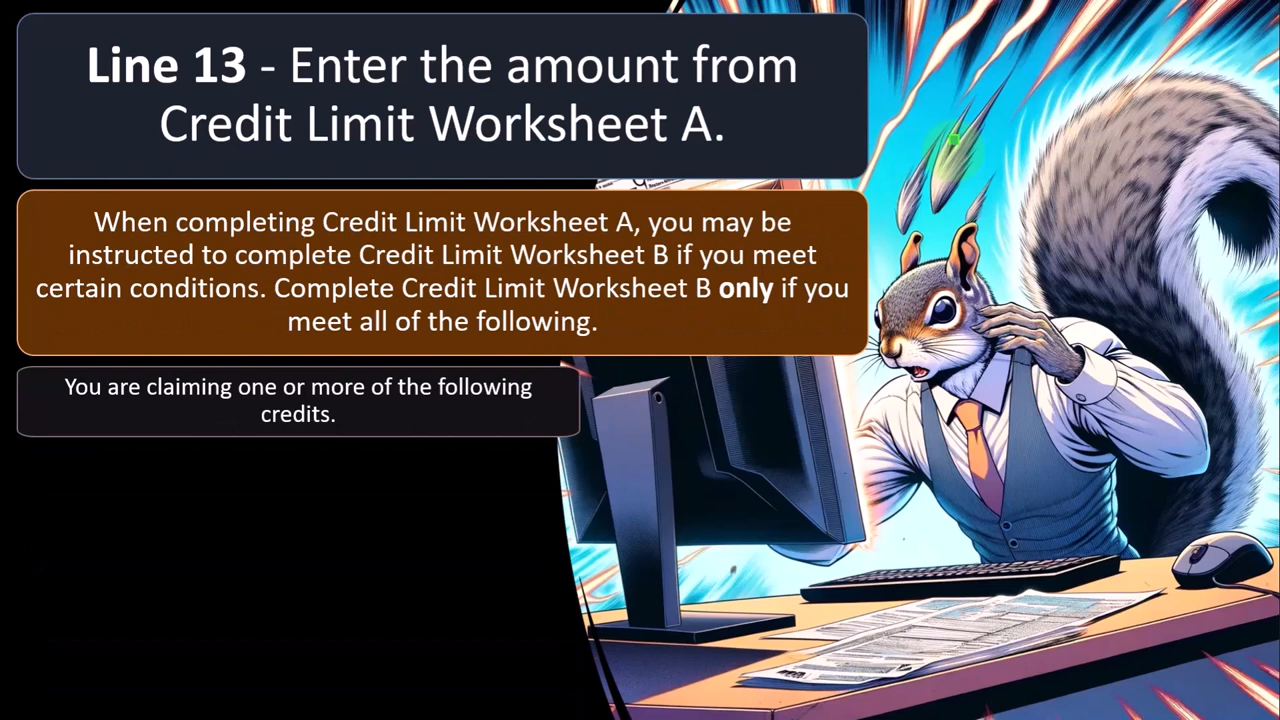 Line 13 - Enter the amount from
Credit Limit Worksheet A.
When completing Credit Limit Worksheet A, you may be
instructed to complete Credit Limit Worksheet B if you meet
certain conditions. Complete Credit Limit Worksheet B only if you
meet all of the following.
You are claiming one or more of the following
credits.